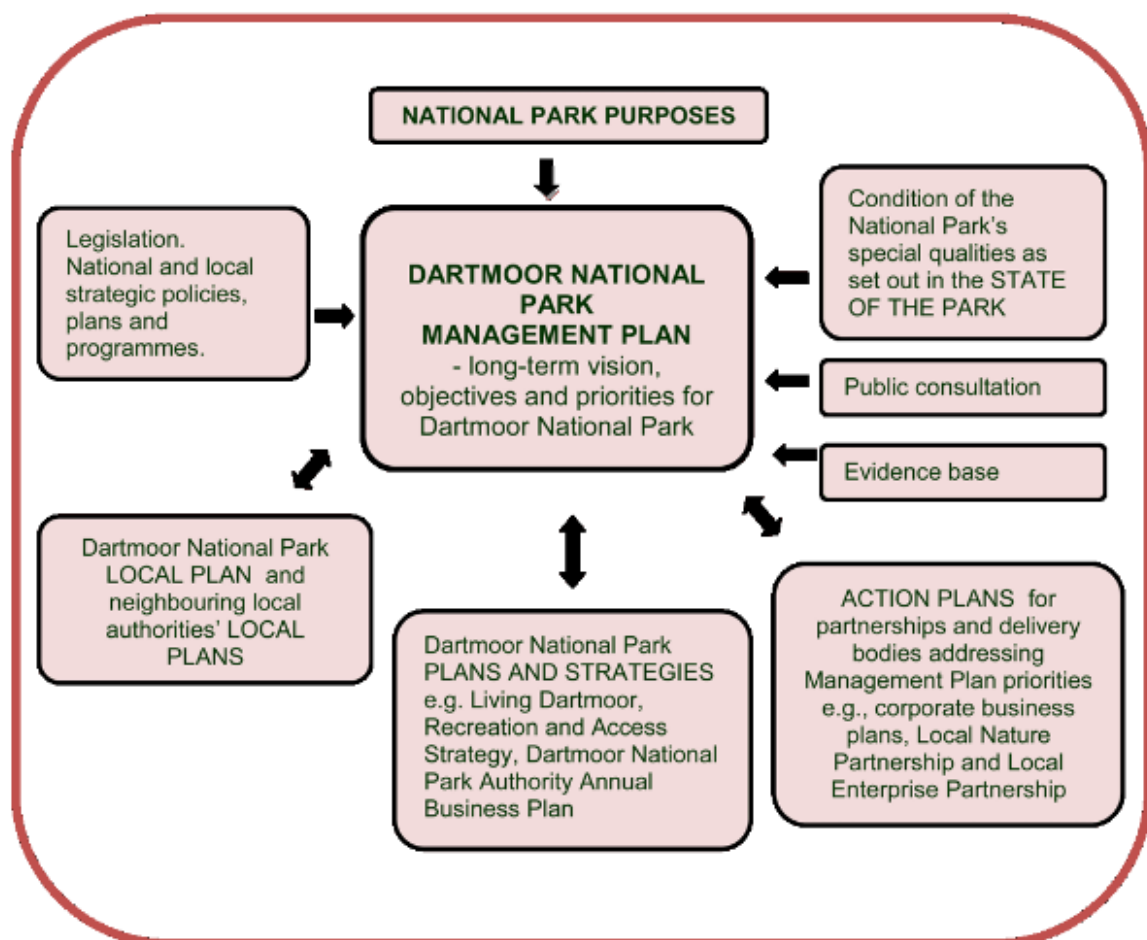 NATIONAL PARK PURPOSES
Legislation.
National and local
strategic policies,
plans and
programmes.
DARTMOOR NATIONAL
PARK
MANAGEMENT PLAN
- long-term vision,
objectives and priorities for
Dartmoor National Park
Condition of the
National Park's
special qualities as
set out in the STATE
OF THE PARK
Public consultation
Evidence base
Dartmoor National Park
LOCAL PLAN and
neighbouring local
authorities' LOCAL
PLANS
Dartmoor National Park
PLANS AND STRATEGIES
e.g. Living Dartmoor,
Recreation and Access
Strategy, Dartmoor National
Park Authority Annual
Business Plan
ACTION PLANS for
partnerships and delivery
bodies addressing
Management Plan priorities
e.g., corporate business
plans, Local Nature
Partnership and Local
Enterprise Partnership